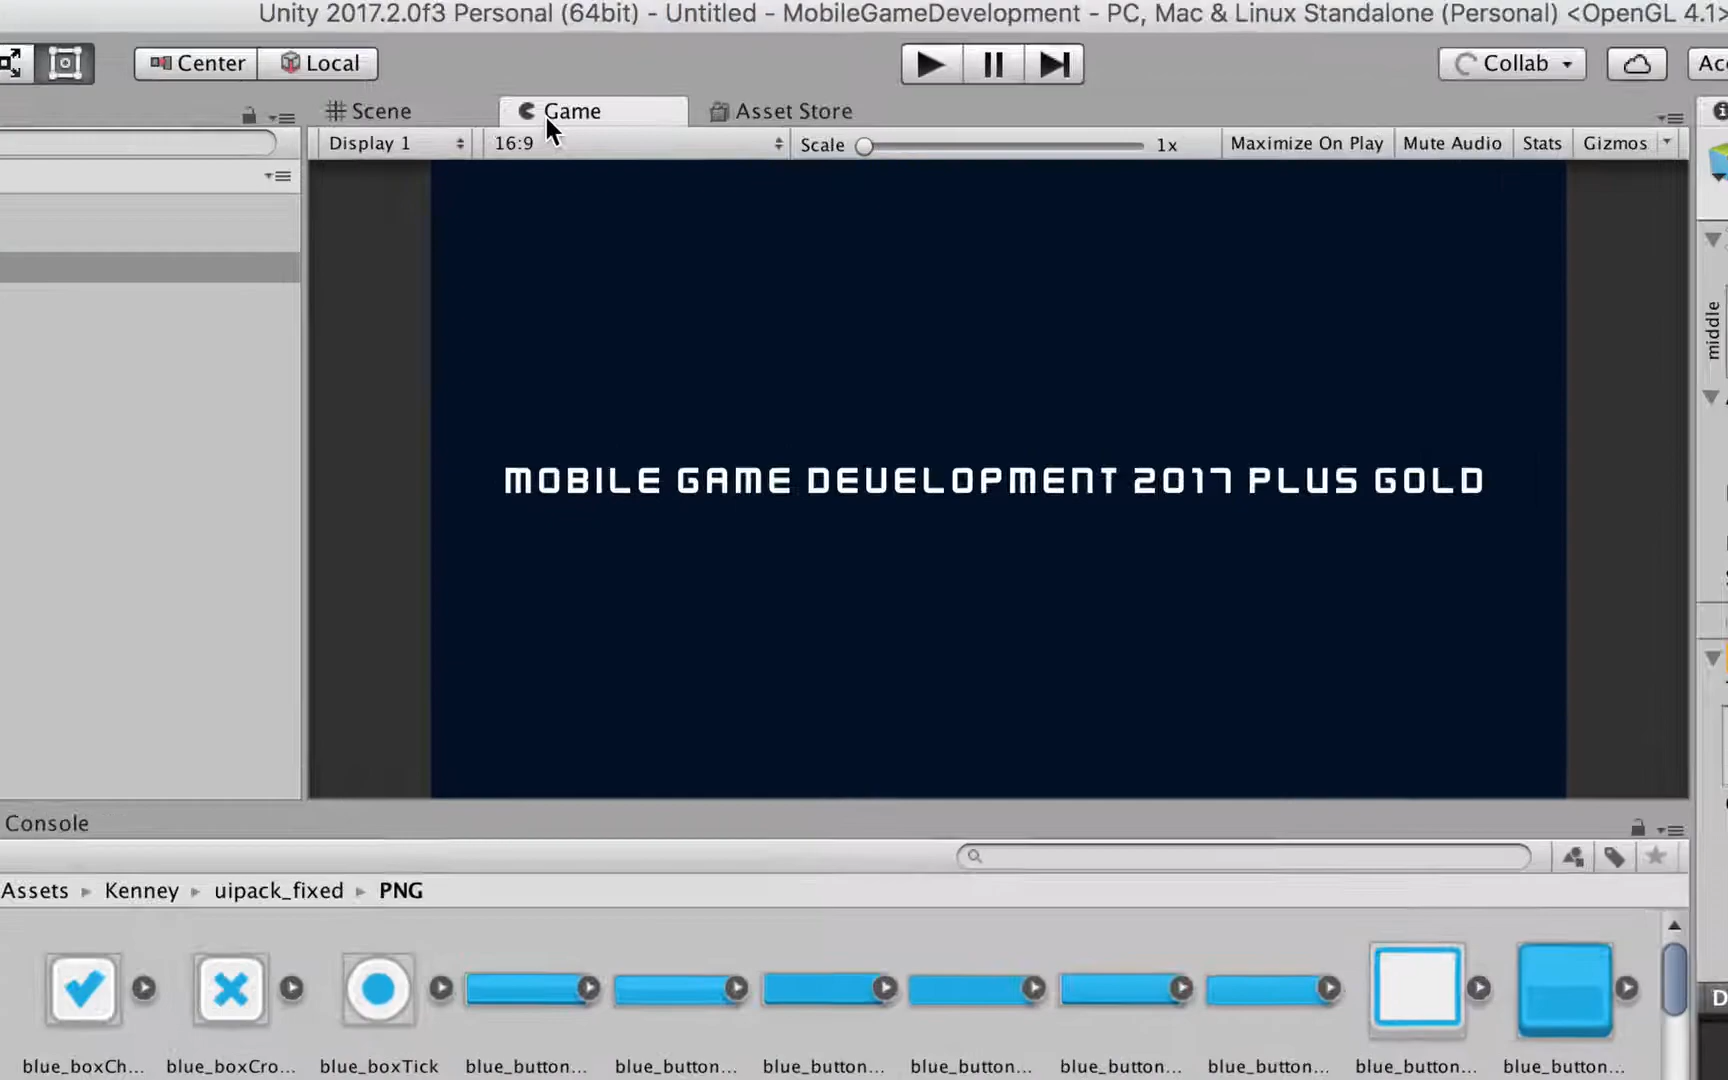 Unity 2017.2.0f3 Personal (64bit) - Untitled - MobileGameDevelopment - PC, Mac & Linux Standalone (Personal) <OpenGL 4.1>
Center Local Collab
Scene Game Asset Store
Display 1 16:9 Scale 1x Maximize On Play Mute Audio Stats Gizmos
middle
MOBILE GAME DEVELOPMENT 2017 PLUS GOLD
Console
Assets Kenney uipack_fixed PNG
blue_boxCh... blue_boxCro... blue_boxTick blue_button... blue_button... blue_button... blue_button... blue_button... blue_button... blue_button... blue_button...